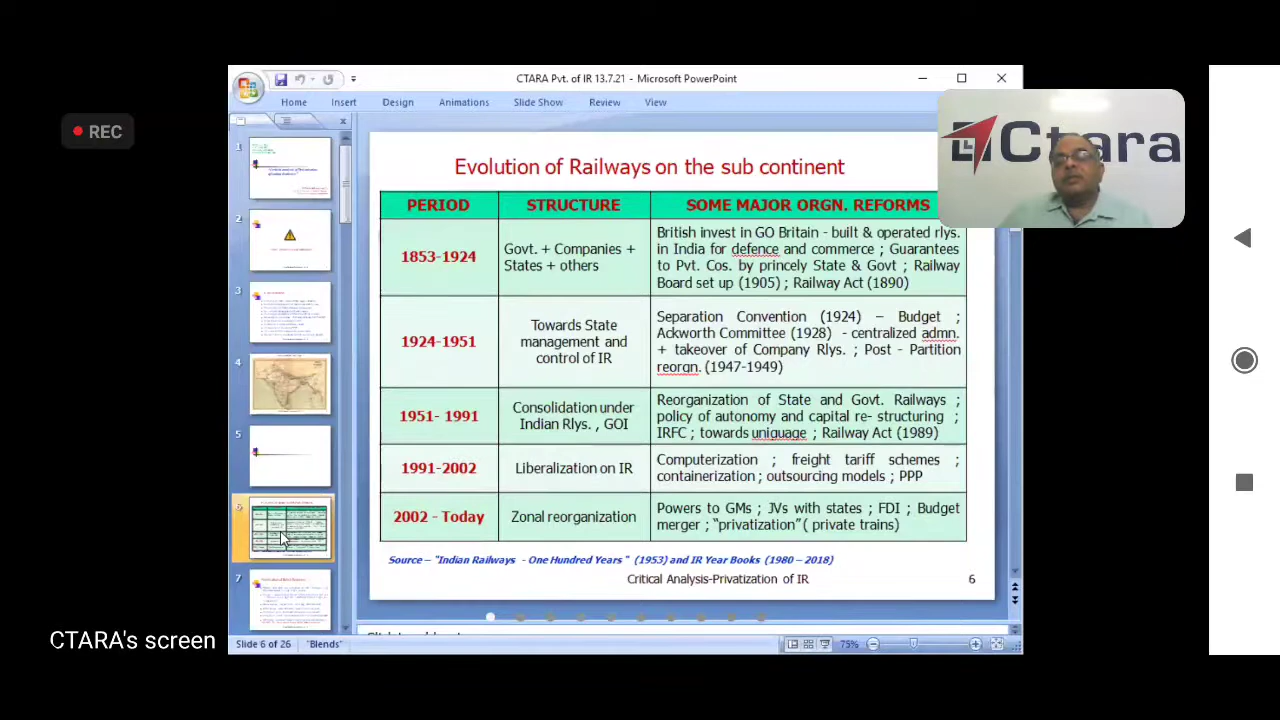 REC
CTARA Pvt. of IR 13.7.21 - Microsoft PowerPoint
Home Insert Design Animations Slide Show Review View
Ctara
1
2
3
4
5
6
7
Evolution of Railways on the sub continent
PERIOD STRUCTURE SOME MAJOR ORGN. REFORMS
1853-1924
Govt. + Companies +
States + others
British invest in GO Britain - built & operated rlys.
in India for defence and commerce ; Guarantees
to Pvt. Cos. by princely State & Govt ; Railway
Board set up (1905) ; Railway Act (1890)
1924-1951
Towards State
management and
control of IR
Separation Convention (1924) – Budget ;
Ackworth Committee (1928) - centralized admn.
+ takeover of Company Rlys. ; Post - Partition
reorgn. (1947-1949)
1951- 1991
Consolidation under
Indian Rlys. , GOI
Reorganization of State and Govt. Railways ;
policy of autonomy and capital re- structuring ;
IRFC ; towards uniguage ; Railway Act (1989)
1991-2002
Liberalization on IR
Computerization ; freight tariff schemes ;
containerization ; outsourcing models ; PPP
2002 - Today
Zonal reorganization
Powers to GMs ; JVs with states ; FDI ; Budget
merger ; "privatization" ( private trains)
Source – "Indian Railways - One Hundred Years" (1953) and IR Year Books (1980 – 2018)
Critical Analysis-Privatization of IR 6
CTARA's screen
Slide 6 of 26 "Blends" 75%